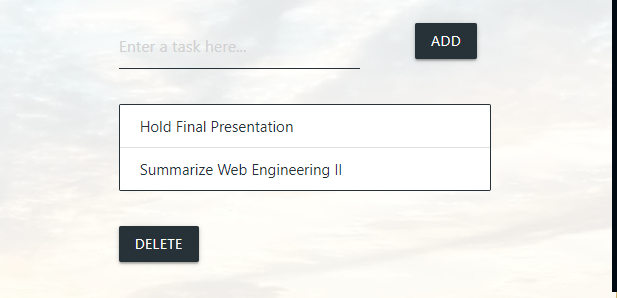 Enter a task here...
ADD
Hold Final Presentation
Summarize Web Engineering II
DELETE